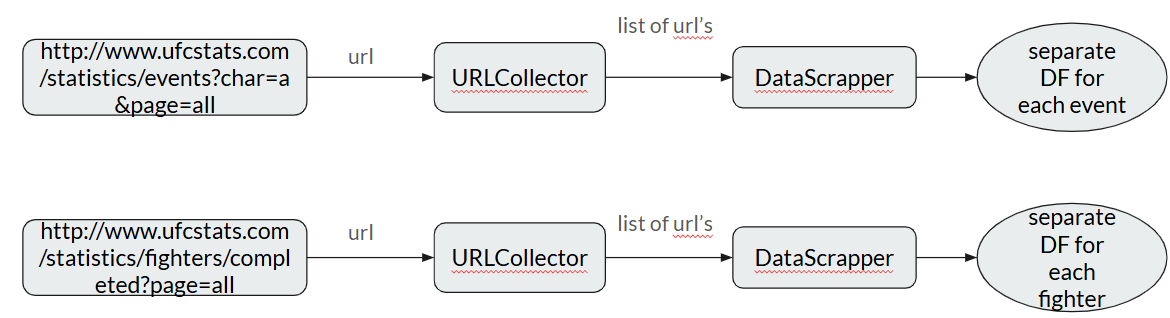 list of url's
http://www.ufcstats.com
/statistics/events?char=a
&page=all
url
URLCollector
DataScrapper
separate
DF for
each event
list of url's
http://www.ufcstats.com
/statistics/fighters/compl
eted?page=all
url
URLCollector
DataScrapper
separate
DF for
each
fighter